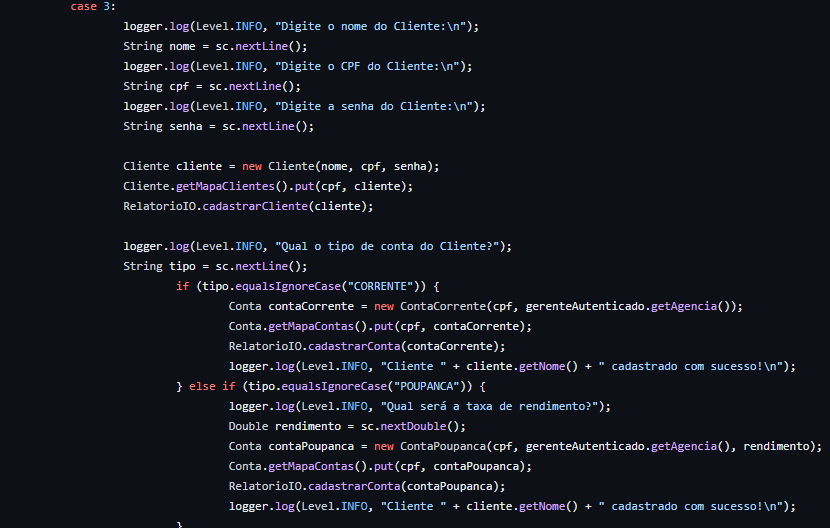 case 3:
logger.log(Level.INFO, "Digite o nome do Cliente:\n");
String nome = sc.nextLine();
logger.log(Level.INFO, "Digite o CPF do Cliente:\n");
String cpf = sc.nextLine();
logger.log(Level.INFO, "Digite a senha do Cliente:\n");
String senha = sc.nextLine();
Cliente cliente = new Cliente(nome, cpf, senha);
Cliente.getMapaClientes().put(cpf, cliente);
RelatorioIO.cadastrarCliente(cliente);
logger.log(Level.INFO, "Qual o tipo de conta do Cliente?");
String tipo = sc.nextLine();
if (tipo.equalsIgnoreCase("CORRENTE")) {
Conta contaCorrente = new ContaCorrente(cpf, gerenteAutenticado.getAgencia());
Conta.getMapaContas().put(cpf, contaCorrente);
RelatorioIO.cadastrarConta(contaCorrente);
logger.log(Level.INFO, "Cliente " + cliente.getNome() + " cadastrado com sucesso!\n");
} else if (tipo.equalsIgnoreCase("POUPANCA")) {
logger.log(Level.INFO, "Qual será a taxa de rendimento?");
Double rendimento = sc.nextDouble();
Conta contaPoupanca = new ContaPoupanca(cpf, gerenteAutenticado.getAgencia(), rendimento);
Conta.getMapaContas().put(cpf, contaPoupanca);
RelatorioIO.cadastrarConta(contaPoupanca);
logger.log(Level.INFO, "Cliente " + cliente.getNome() + " cadastrado com sucesso!\n");
}